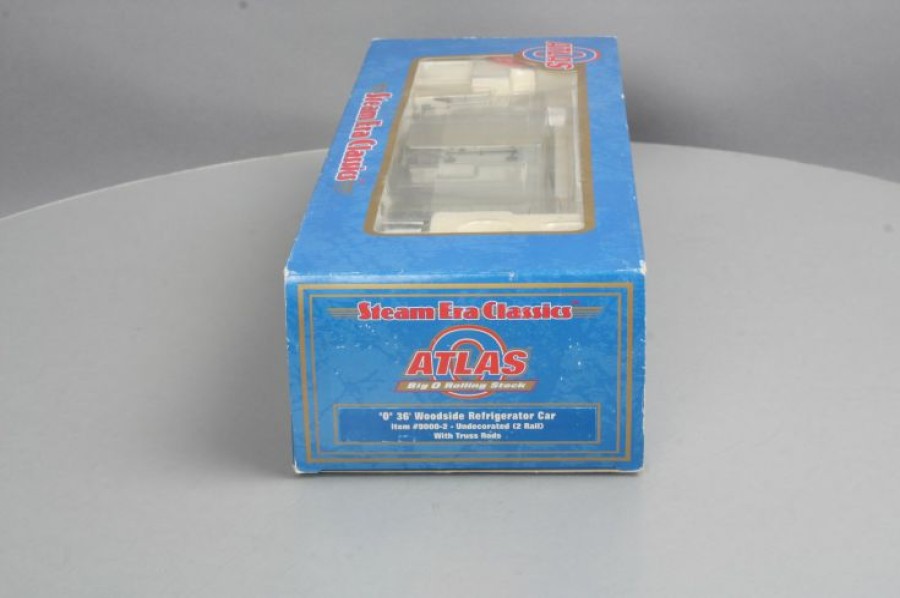 ATLAS
Steam Era Classics
Steam Era Classics
ATLAS
Big O Rolling Stock
"O" 36' Woodside Refrigerator Car
Item #9000-2 - Undecorated (2 Rail)
With Truss Rods